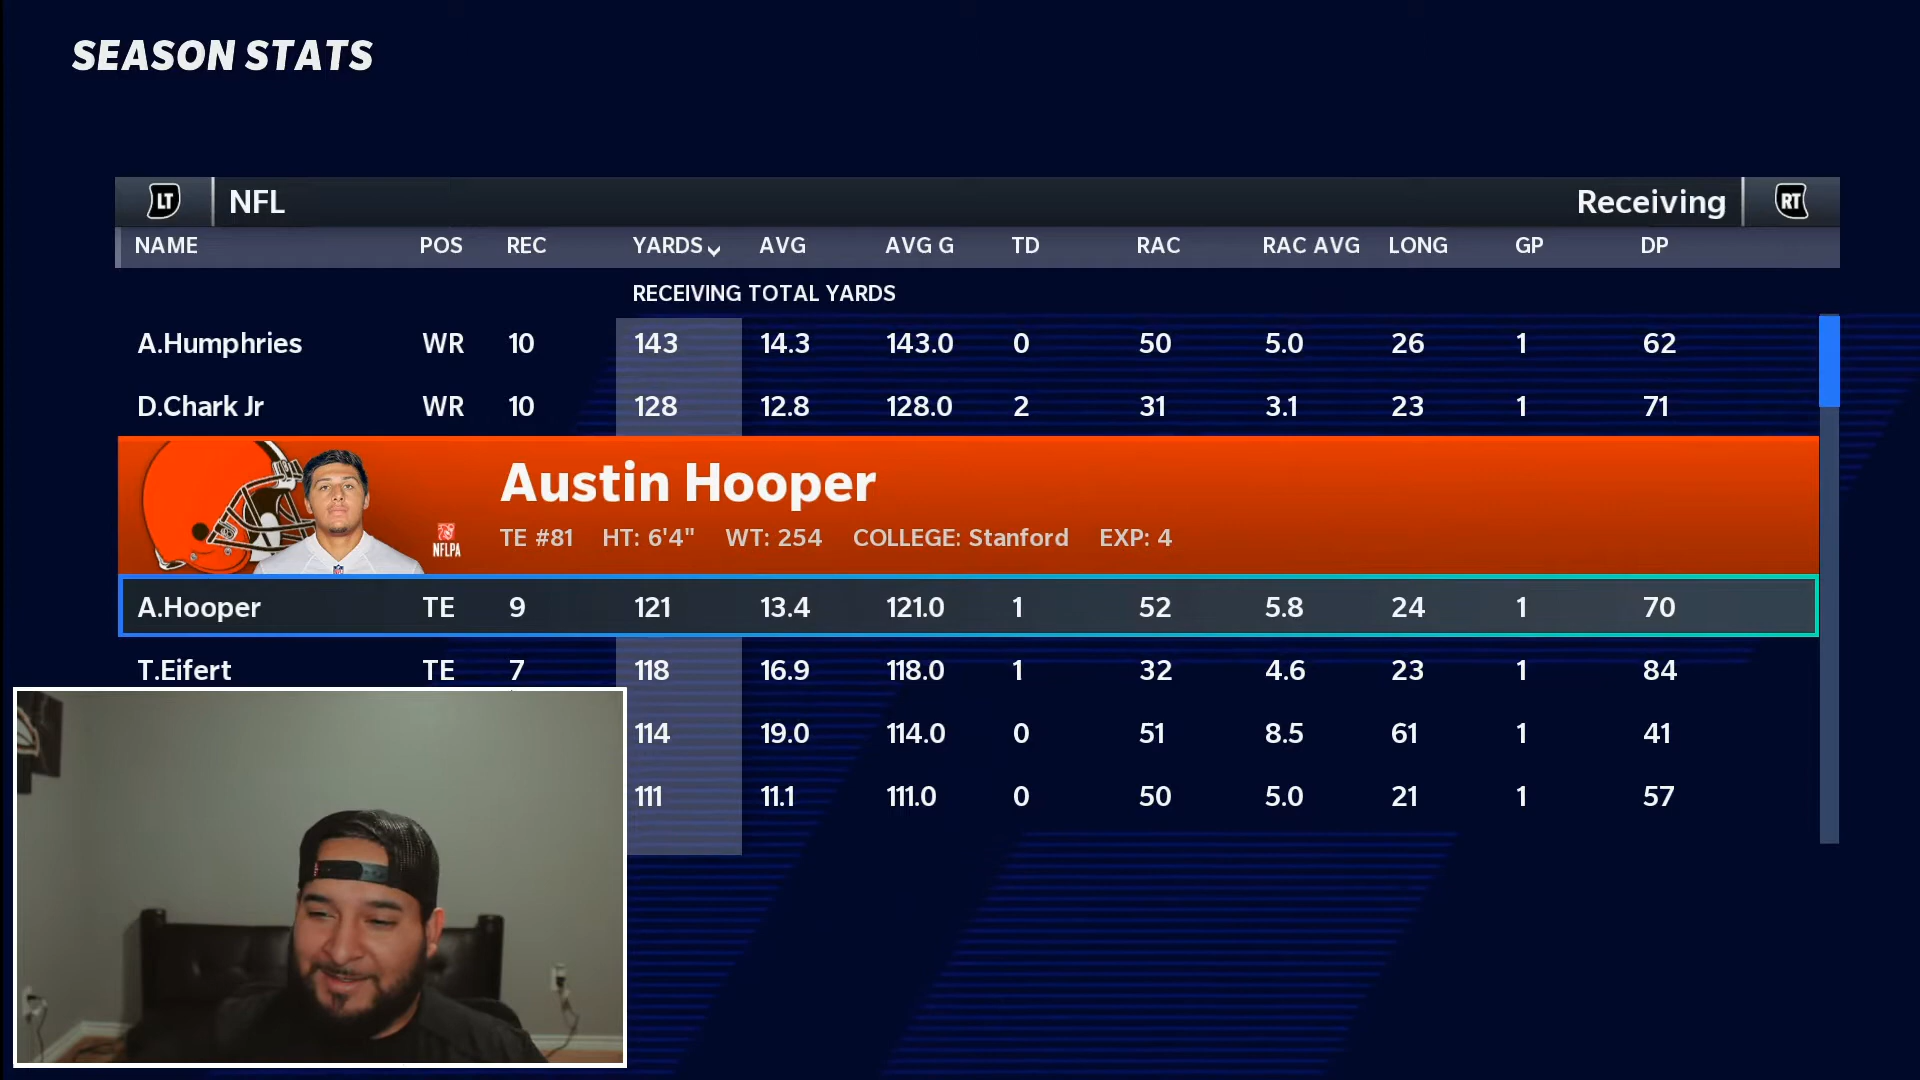 SEASON STATS
LT NFL Receiving RT
NAME POS REC YARDS AVG AVG G TD RAC RAC AVG LONG GP DP
RECEIVING TOTAL YARDS
A.Humphries WR 10 143 14.3 143.0 0 50 5.0 26 1 62
D.Chark Jr WR 10 128 12.8 128.0 2 31 3.1 23 1 71
Austin Hooper
NFLPA TE #81 HT: 6'4" WT: 254 COLLEGE: Stanford EXP: 4
A.Hooper TE 9 121 13.4 121.0 1 52 5.8 24 1 70
T.Eifert TE 7 118 16.9 118.0 1 32 4.6 23 1 84
114 19.0 114.0 0 51 8.5 61 1 41
111 11.1 111.0 0 50 5.0 21 1 57